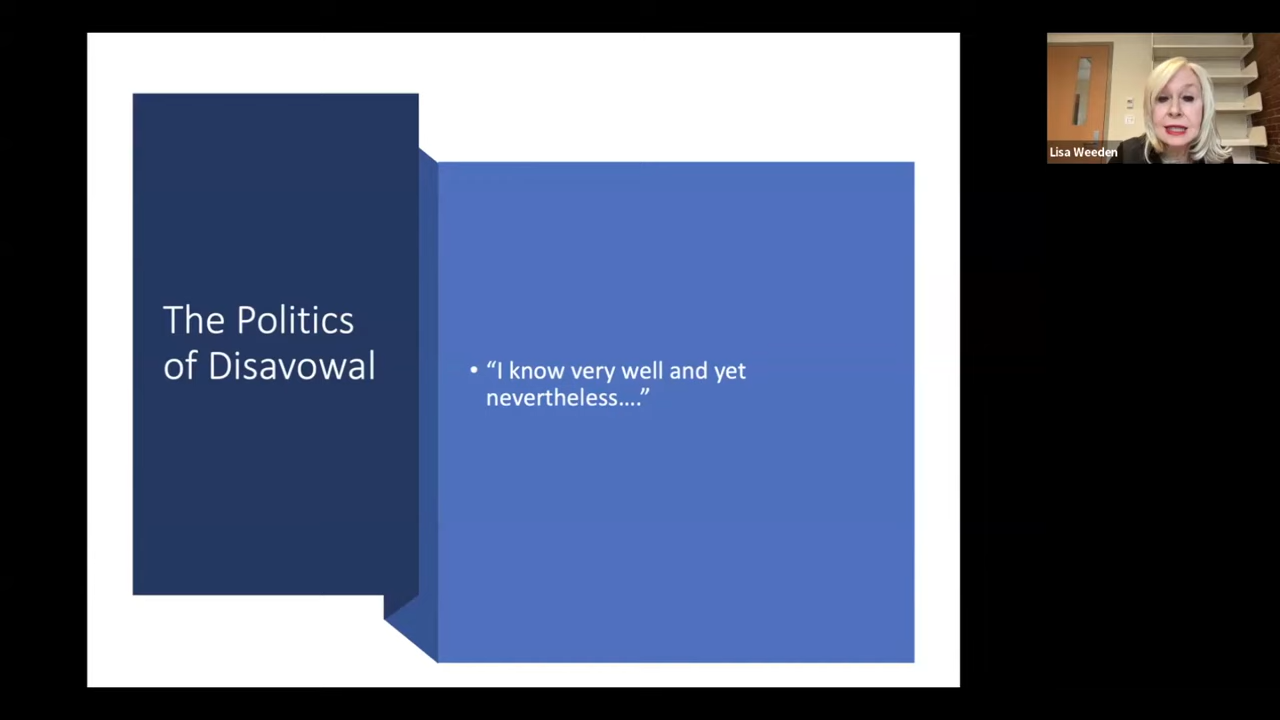 The Politics
of Disavowal
• “I know very well and yet
nevertheless….”
Lisa Weeden